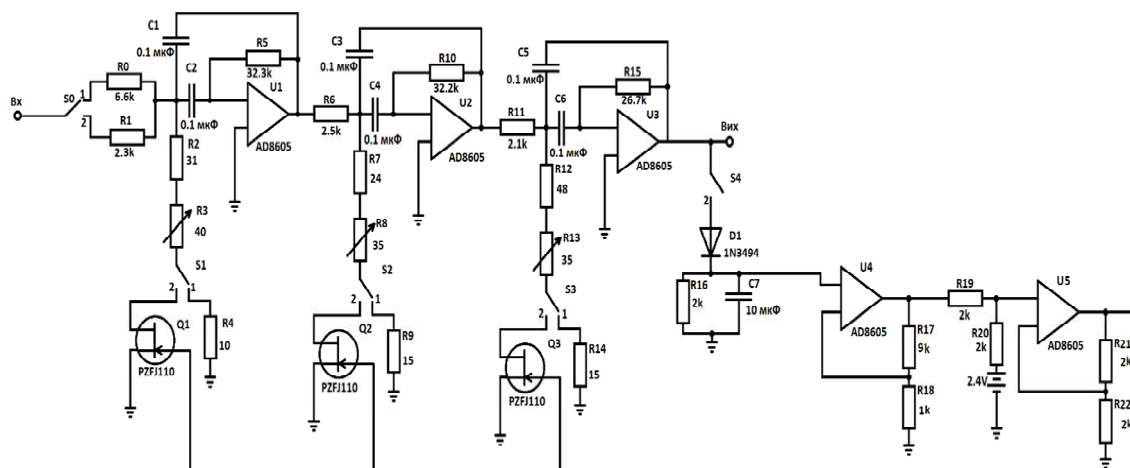 C1
0.1 мкФ
R5
32.3k
C2
0.1 мкФ
U1
AD8605
Вх
S0
1
2
R0
6.6k
R1
2.3k
R2
31
R3
40
S1
2
1
Q1
PZFJ110
R4
10
C3
0.1 мкФ
R10
32.2k
R6
2.5k
C4
0.1 мкФ
U2
AD8605
R7
24
R8
35
S2
2
1
Q2
PZFJ110
R9
15
C5
0.1 мкФ
R15
26.7k
R11
2.1k
C6
0.1 мкФ
U3
AD8605
R12
48
R13
35
S3
2
1
Q3
PZFJ110
R14
15
Вих
S4
2
D1
1N3494
R16
2k
C7
10 мкФ
U4
AD8605
R17
9k
R18
1k
R19
2k
R20
2k
2.4V
U5
AD8605
R21
2k
R22
2k